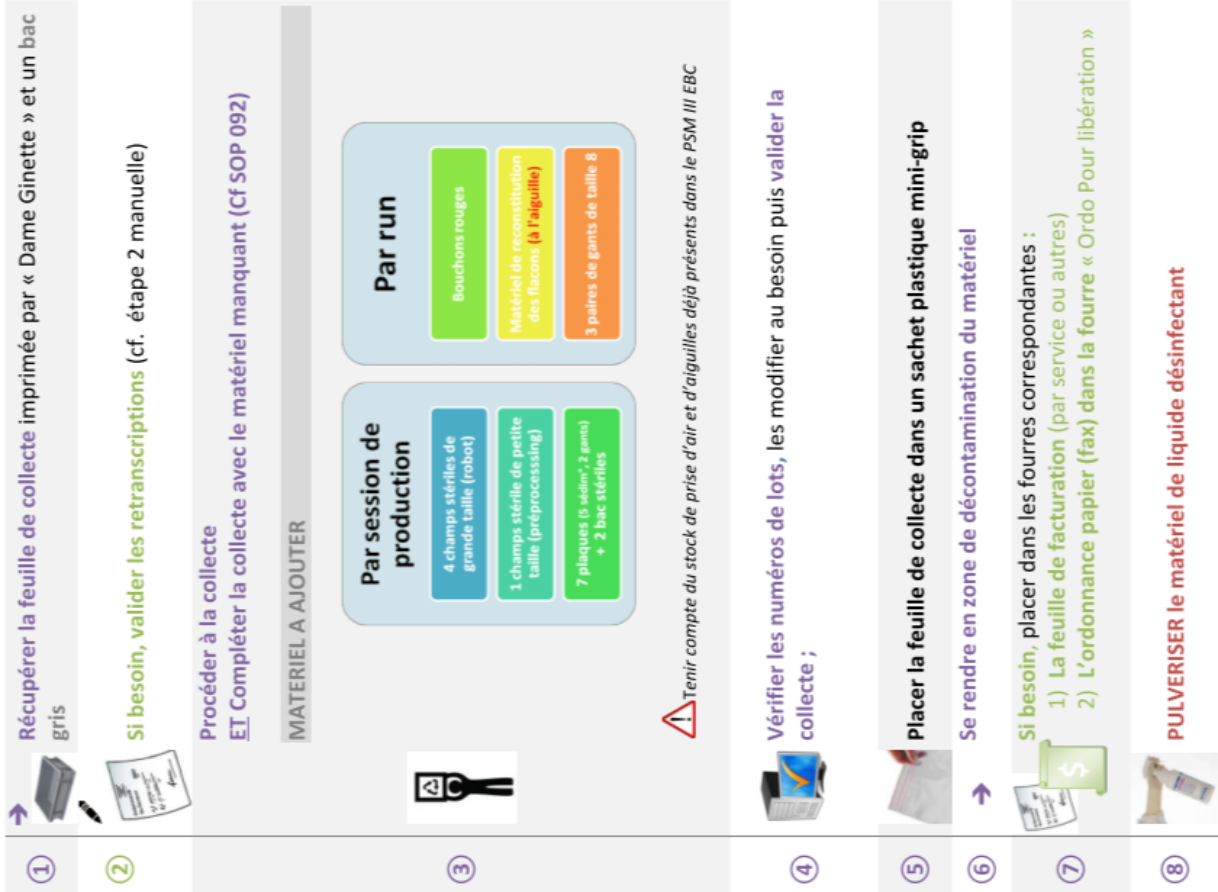 ① Récupérer la feuille de collecte imprimée par « Dame Ginette » et un bac
gris
② Si besoin, valider les retranscriptions (cf. étape 2 manuelle)
③ Procéder à la collecte
ET Compléter la collecte avec le matériel manquant (Cf SOP 092)
MATERIEL A AJOUTER
Par session de
production
4 champs stériles de
grande taille (robot)
1 champs stérile de petite
taille (préprocesssing)
7 plaques (5 sédim°, 2 gants)
+ 2 bac stériles
Par run
Bouchons rouges
Matériel de reconstitution
des flacons (à l'aiguille)
3 paires de gants de taille 8
Tenir compte du stock de prise d'air et d'aiguilles déjà présents dans le PSM III EBC
④ Vérifier les numéros de lots, les modifier au besoin puis valider la
collecte ;
⑤ Placer la feuille de collecte dans un sachet plastique mini-grip
⑥ Se rendre en zone de décontamination du matériel
⑦ Si besoin, placer dans les fourres correspondantes :
1) La feuille de facturation (par service ou autres)
2) L'ordonnance papier (fax) dans la fourre « Ordo Pour libération »
$
⑧ PULVERISER le matériel de liquide désinfectant